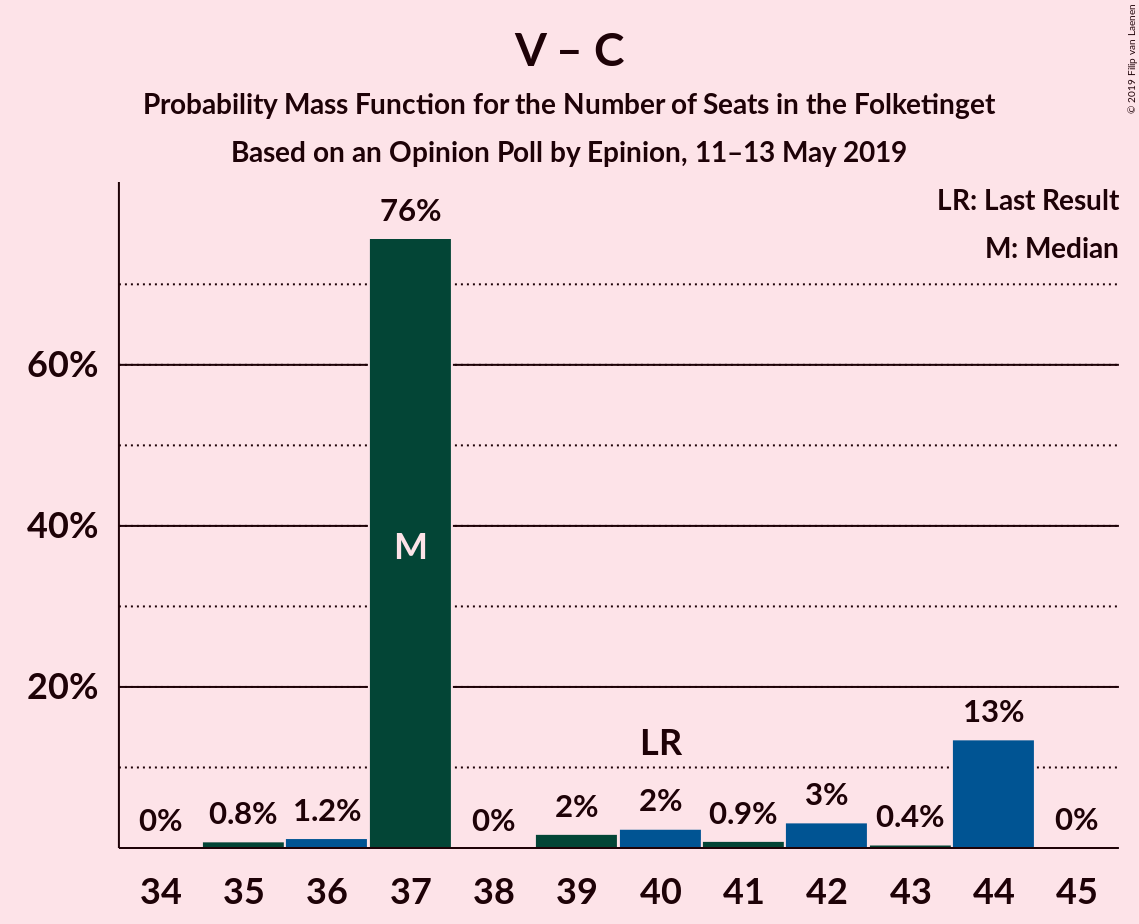 V – C
Probability Mass Function for the Number of Seats in the Folketinget
Based on an Opinion Poll by Epinion, 11–13 May 2019
© 2019 Filip van Laenen
LR: Last Result
M: Median
60%
40%
20%
0%
0.8%
1.2%
76%
M
0%
2%
LR
2%
0.9%
3%
0.4%
13%
0%
34 35 36 37 38 39 40 41 42 43 44 45